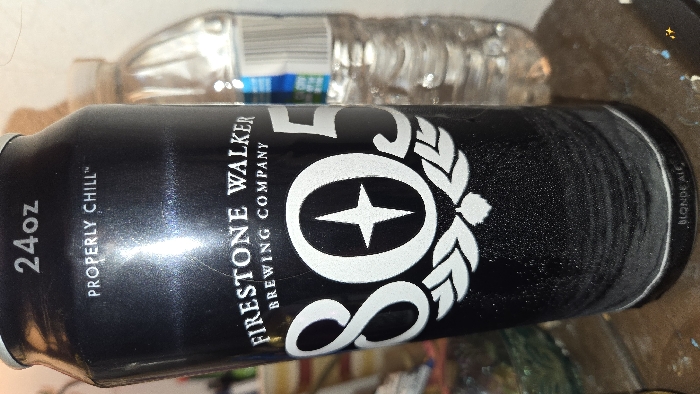 24oz
PROPERLY CHILL™
FIRESTONE WALKER
BREWING COMPANY
805
BLONDE ALE